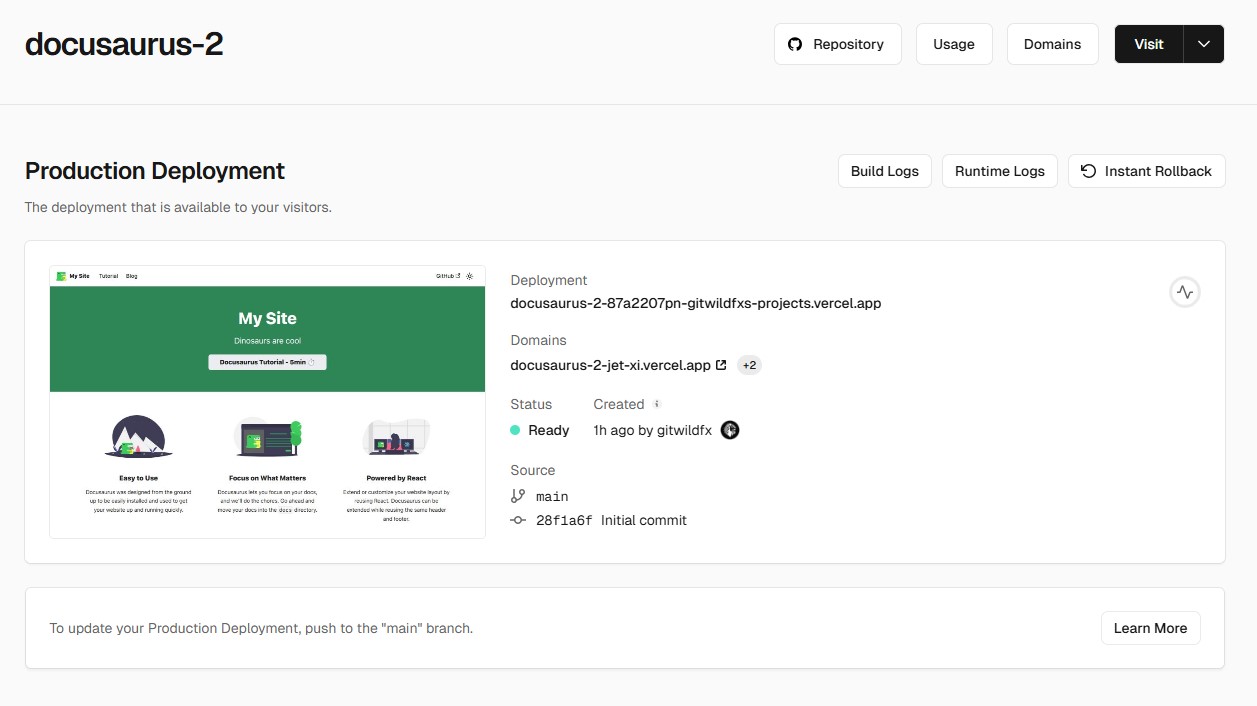 docusaurus-2
Repository
Usage
Domains
Visit
Production Deployment
Build Logs
Runtime Logs
Instant Rollback
The deployment that is available to your visitors.
My Site Tutorial Blog GitHub
My Site
Dinosaurs are cool
Docusaurus Tutorial - 5min
Easy to Use
Docusaurus was designed from the ground
up to be easily installed and used to get
your website up and running quickly.
Focus on What Matters
Docusaurus lets you focus on your docs,
and we'll do the chores. Go ahead and
move your docs into the docs directory.
Powered by React
Extend or customize your website layout by
reusing React. Docusaurus can be
extended while reusing the same header
and footer.
Deployment
docusaurus-2-87a2207pn-gitwildfxs-projects.vercel.app
Domains
docusaurus-2-jet-xi.vercel.app +2
Status Created
Ready 1h ago by gitwildfx
Source
main
28f1a6f Initial commit
To update your Production Deployment, push to the "main" branch.
Learn More